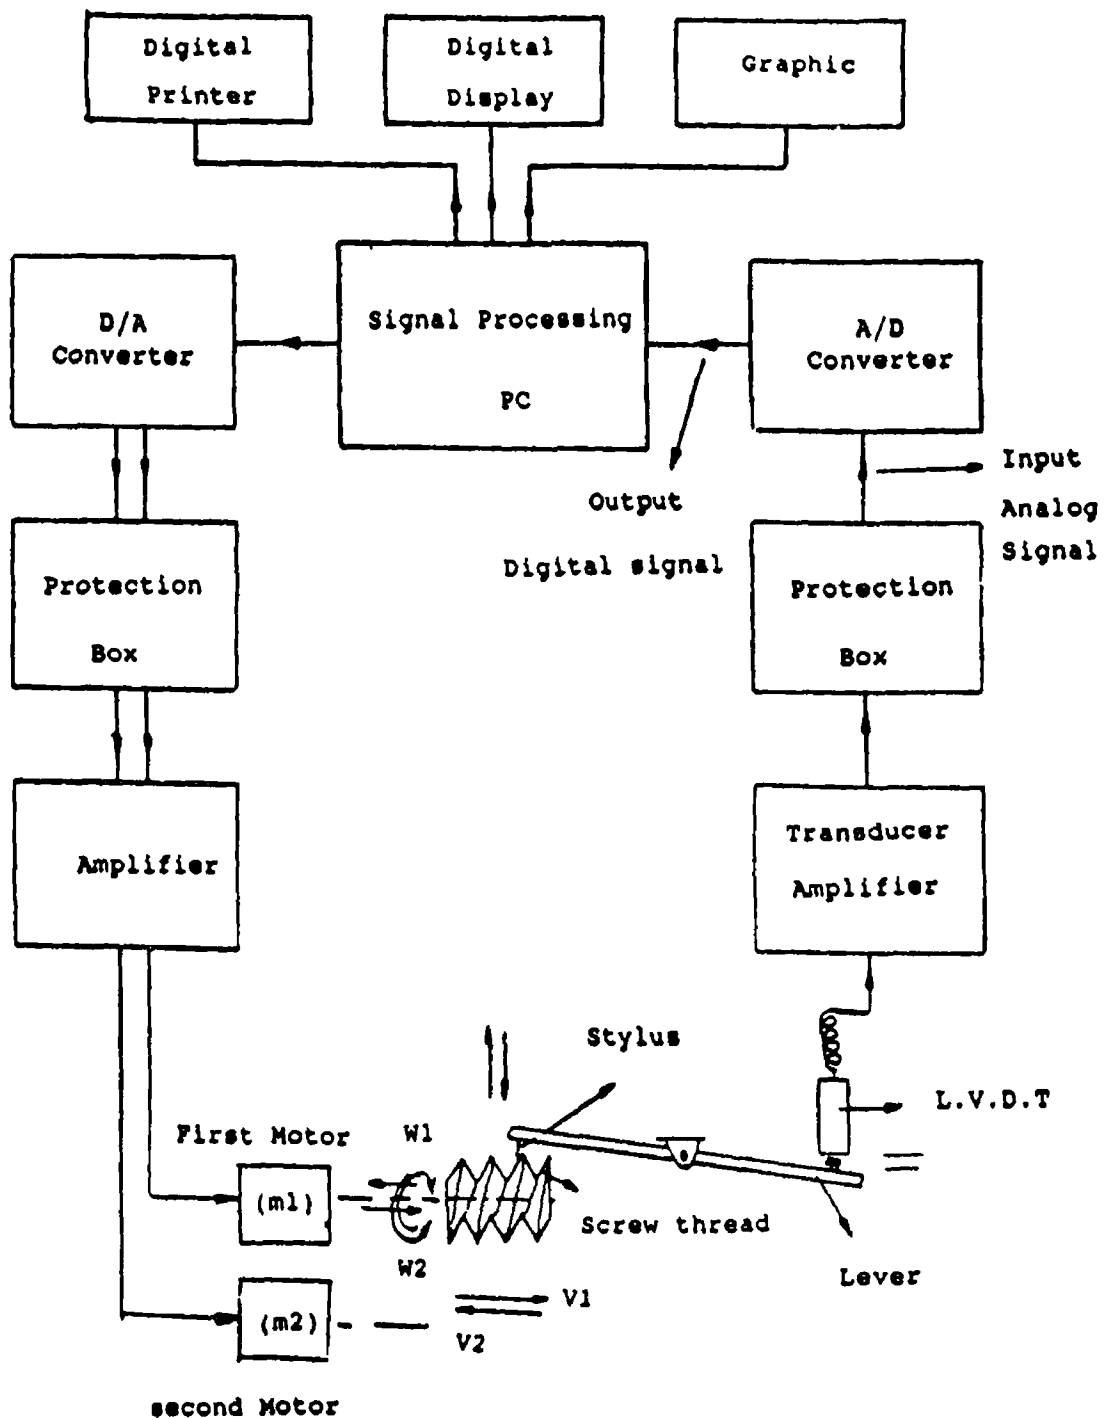 Digital
Printer
Digital
Display
Graphic
D/A
Converter
Signal Processing
PC
A/D
Converter
Output
Digital signal
Input
Analog
Signal
Protection
Box
Protection
Box
Amplifier
Transducer
Amplifier
Stylus
L.V.D.T
First Motor
W1
(m1)
Screw thread
W2
Lever
V1
(m2)
V2
second Motor